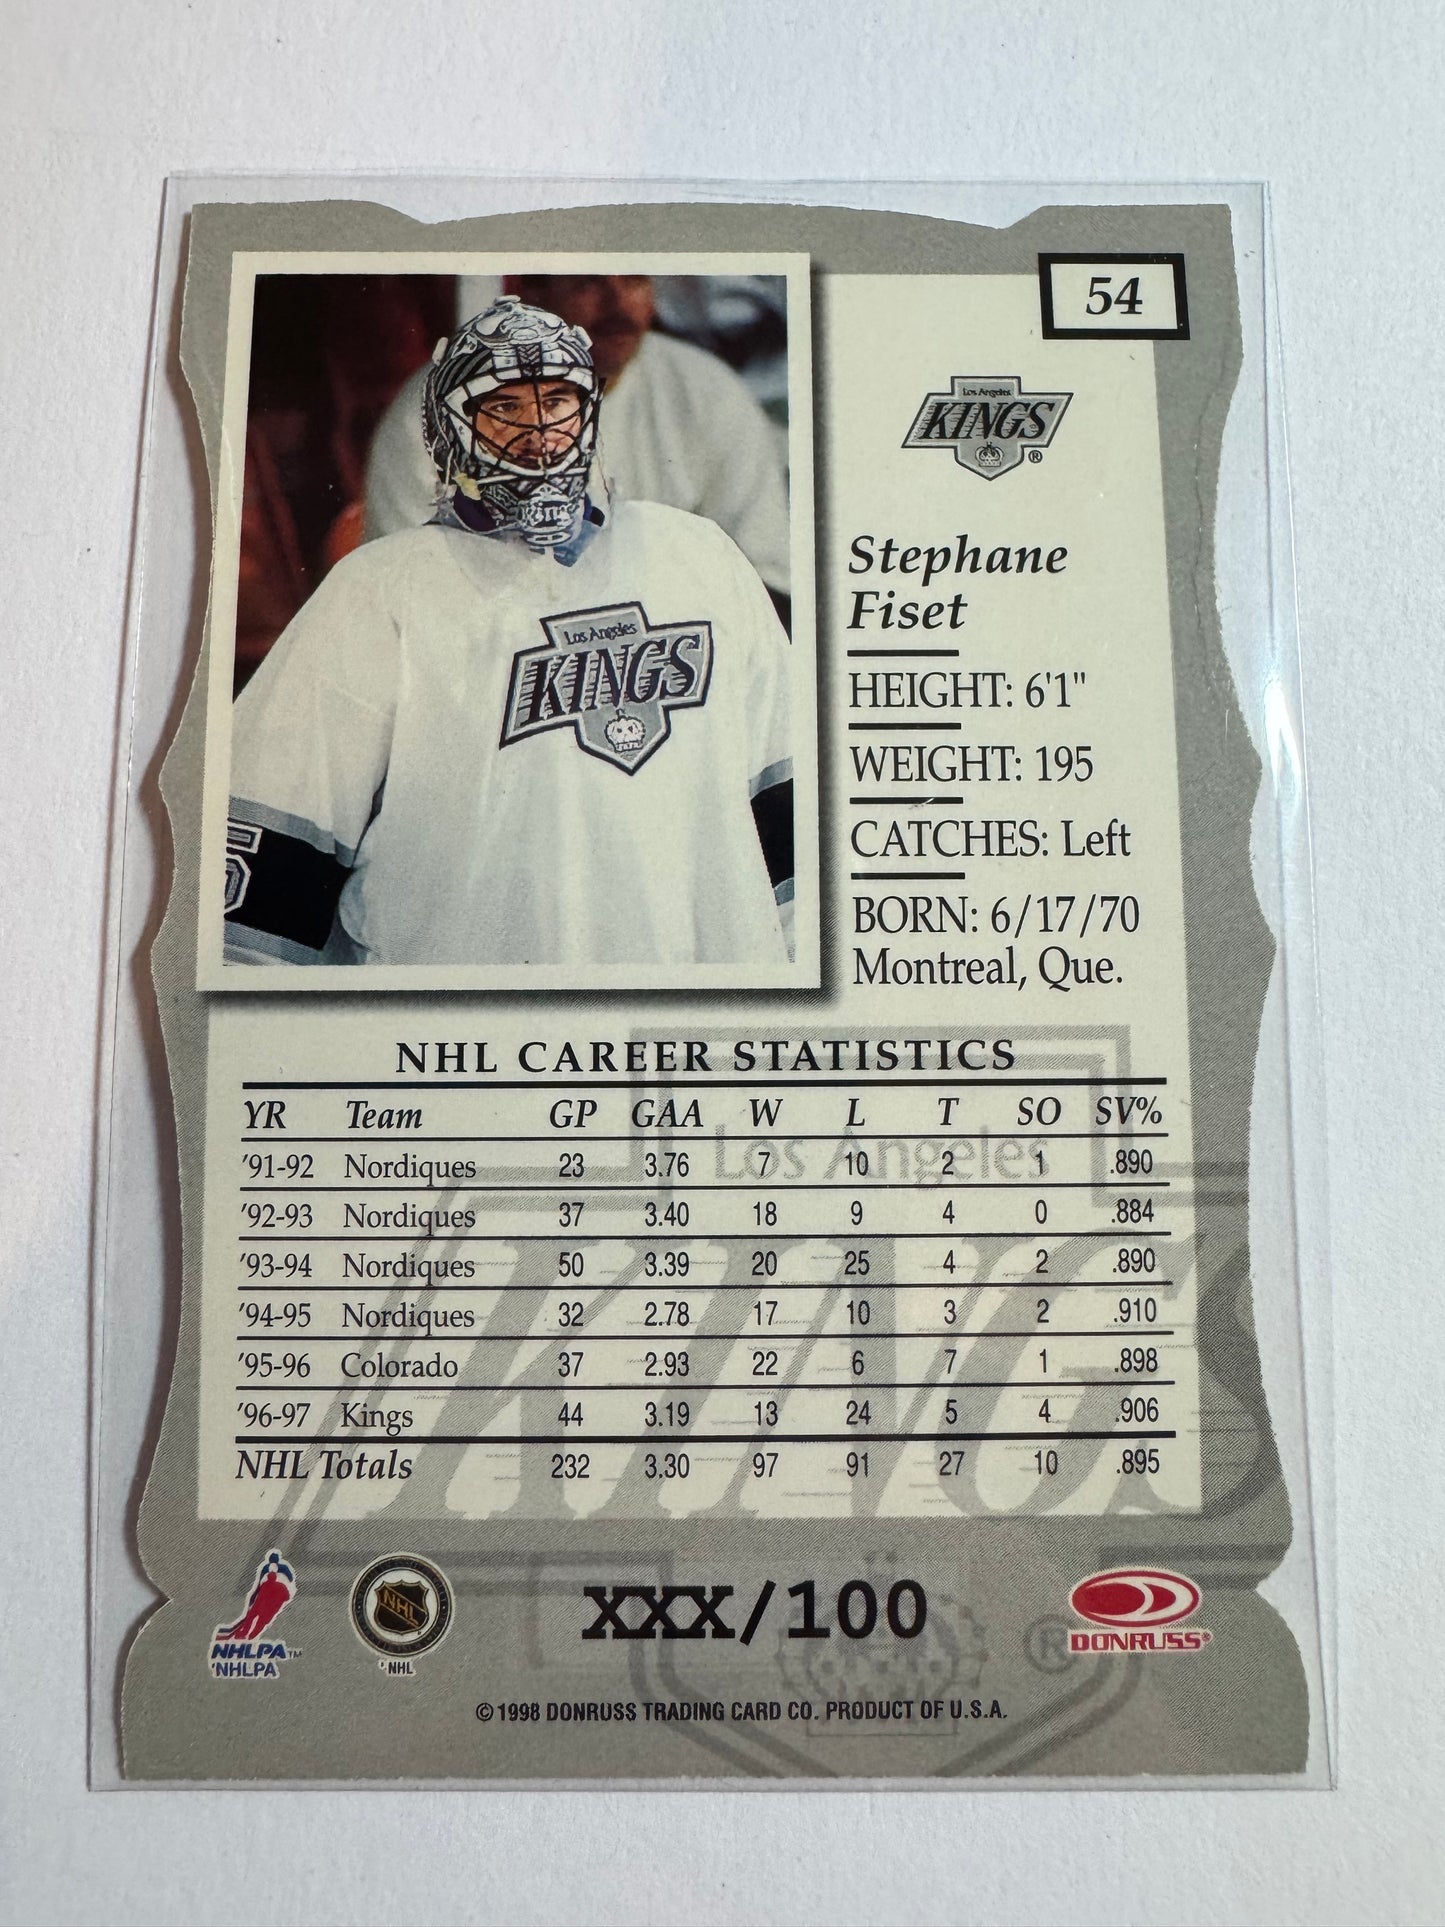 54
Los Angeles
KINGS
®
Stephane
Fiset
HEIGHT: 6'1"
WEIGHT: 195
CATCHES: Left
BORN: 6/17/70
Montreal, Que.
King
Los Angeles
KINGS
5
NHL CAREER STATISTICS
YR Team GP GAA W L T SO SV%
'91-92 Nordiques 23 3.76 7 10 2 1 .890
'92-93 Nordiques 37 3.40 18 9 4 0 .884
'93-94 Nordiques 50 3.39 20 25 4 2 .890
'94-95 Nordiques 32 2.78 17 10 3 2 .910
'95-96 Colorado 37 2.93 22 6 7 1 .898
'96-97 Kings 44 3.19 13 24 5 4 .906
NHL Totals 232 3.30 97 91 27 10 .895
Los Angeles
KINGS
®
NHLPA™
'NHLPA
NHL
'NHL
XXX/100
DONRUSS®
©1998 DONRUSS TRADING CARD CO. PRODUCT OF U.S.A.